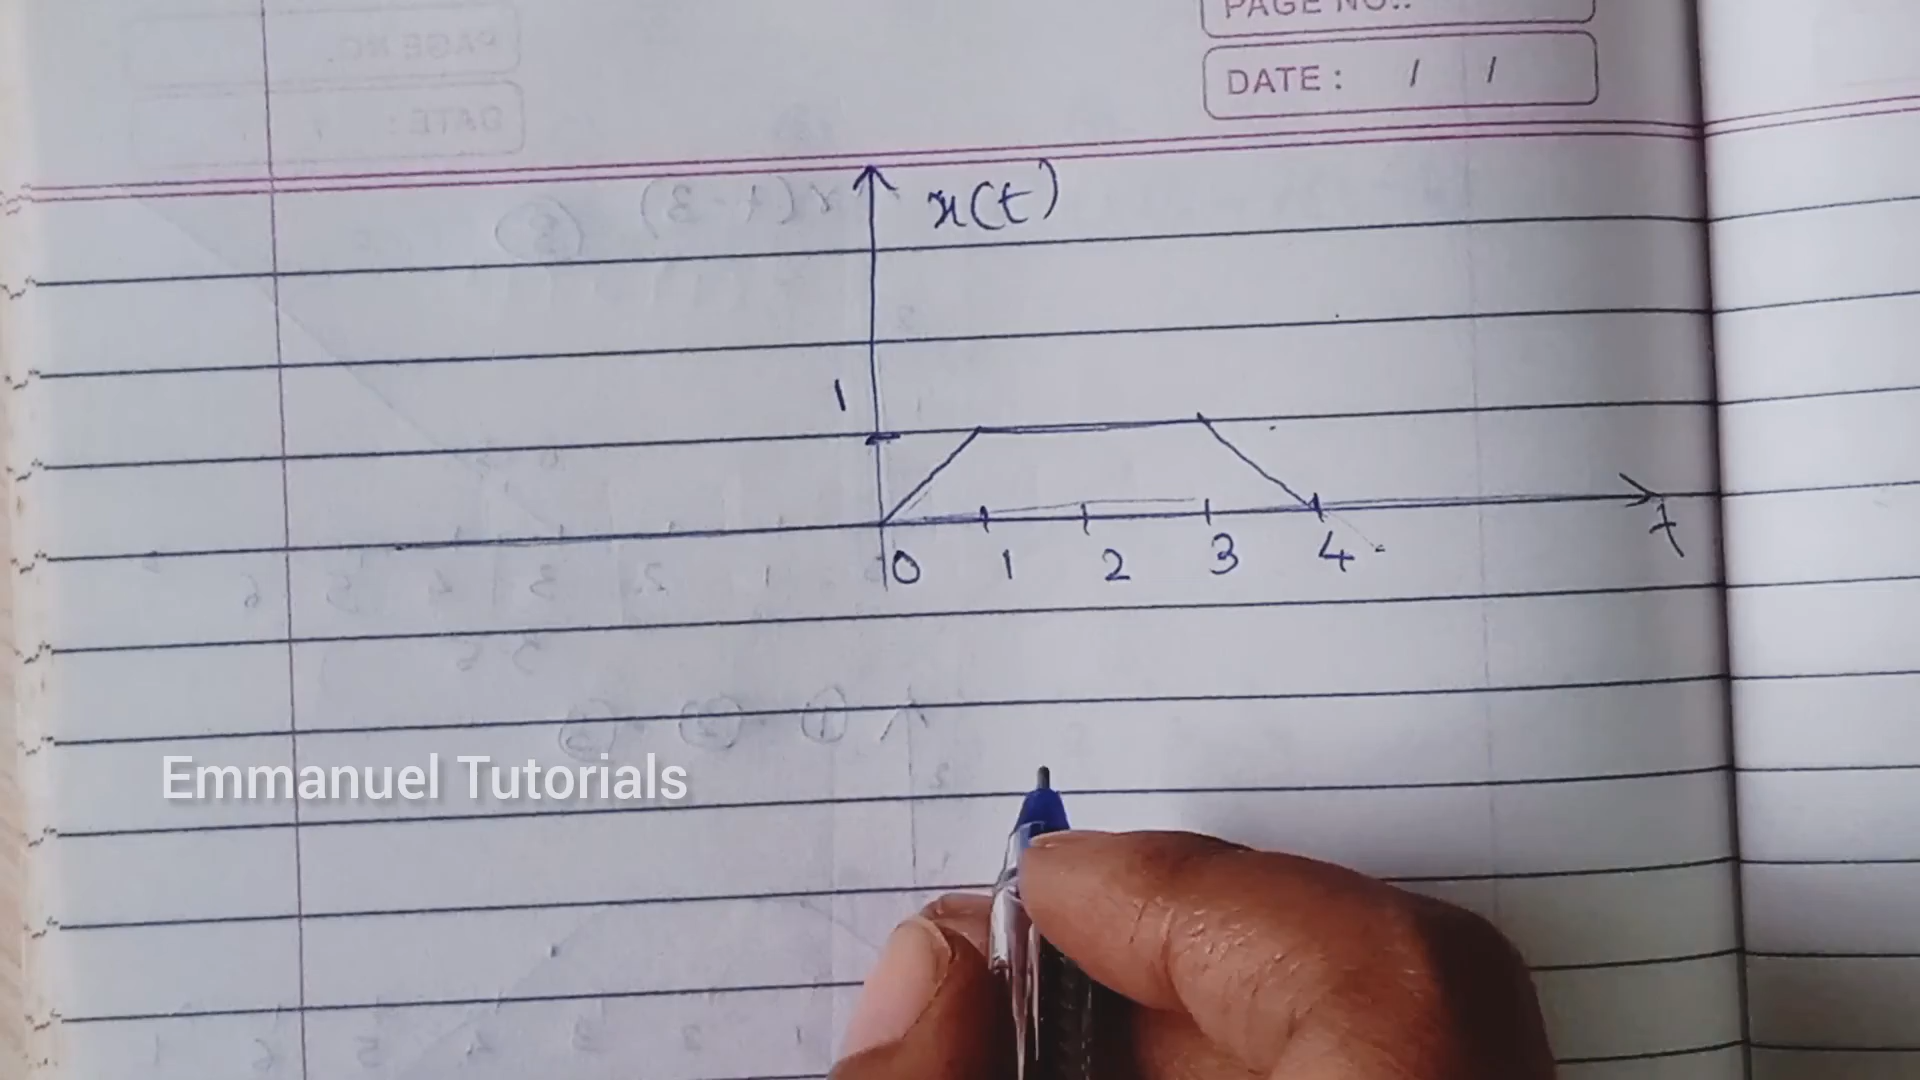 PAGE NO.:
DATE: / /
x(t)
1
0 1 2 3 4 t
Emmanuel Tutorials